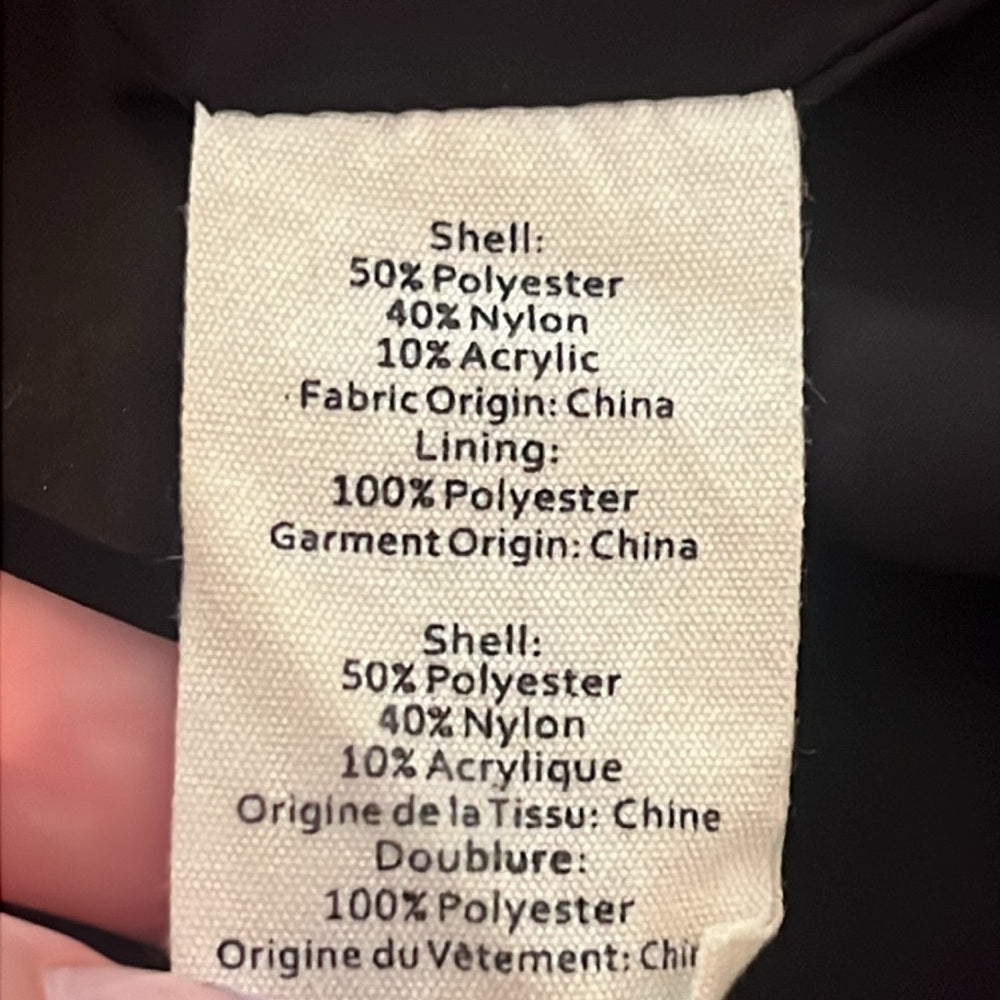 Shell:
50% Polyester
40% Nylon
10% Acrylic
Fabric Origin: China
Lining:
100% Polyester
Garment Origin: China
Shell:
50% Polyester
40% Nylon
10% Acrylique
Origine de la Tissu: Chine
Doublure:
100% Polyester
Origine du Vêtement: